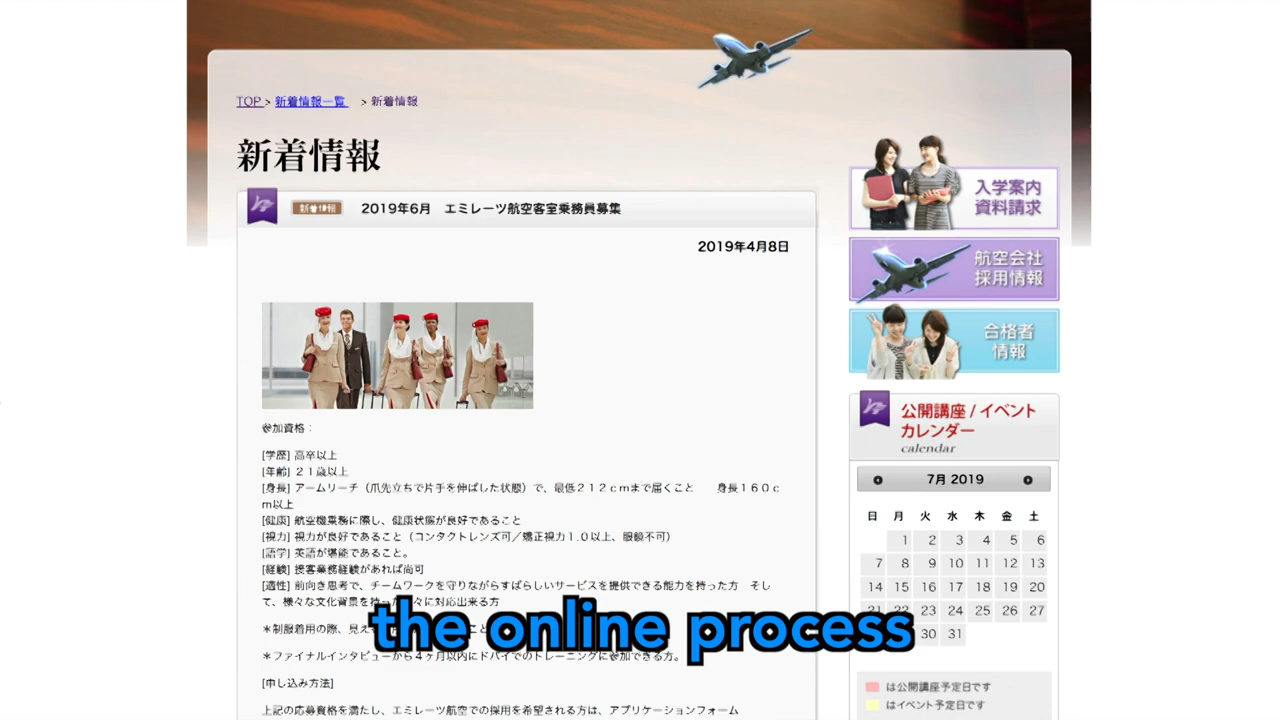 TOP > 新着情報一覧 > 新着情報
新着情報
新着情報 2019年6月 エミレーツ航空客室乗務員募集
2019年4月8日
参加資格：
[学歴] 高卒以上
[年齢] ２１歳以上
[身長] アームリーチ（爪先立ちで片手を伸ばした状態）で、最低２１２ｃｍまで届くこと　　身長１６０ｃ
ｍ以上
[健康] 航空機乗務に際し、健康状態が良好であること
[視力] 視力が良好であること（コンタクトレンズ可／矯正視力１.０以上、眼鏡不可）
[語学] 英語が堪能であること。
[経験] 接客業務経験があれば尚可
[適性] 前向き思考で、チームワークを守りながらすばらしいサービスを提供できる能力を持った方　そし
て、様々な文化背景を持った々に対応出来る方
＊制服着用の際、見え
＊ファイナルインタビューから４ヶ月以内にドバイでのトレーニングに参加できる方。
[申し込み方法]
上記の応募資格を満たし、エミレーツ航空での採用を希望される方は、アプリケーションフォーム
the online process
入学案内
資料請求
航空会社
採用情報
合格者
情報
公開講座 / イベント
カレンダー
calendar
7月 2019
日 月 火 水 木 金 土
1 2 3 4 5 6
7 8 9 10 11 12 13
14 15 16 17 18 19 20
21 22 23 24 25 26 27
30 31
は公開講座予定日です
はイベント予定日です